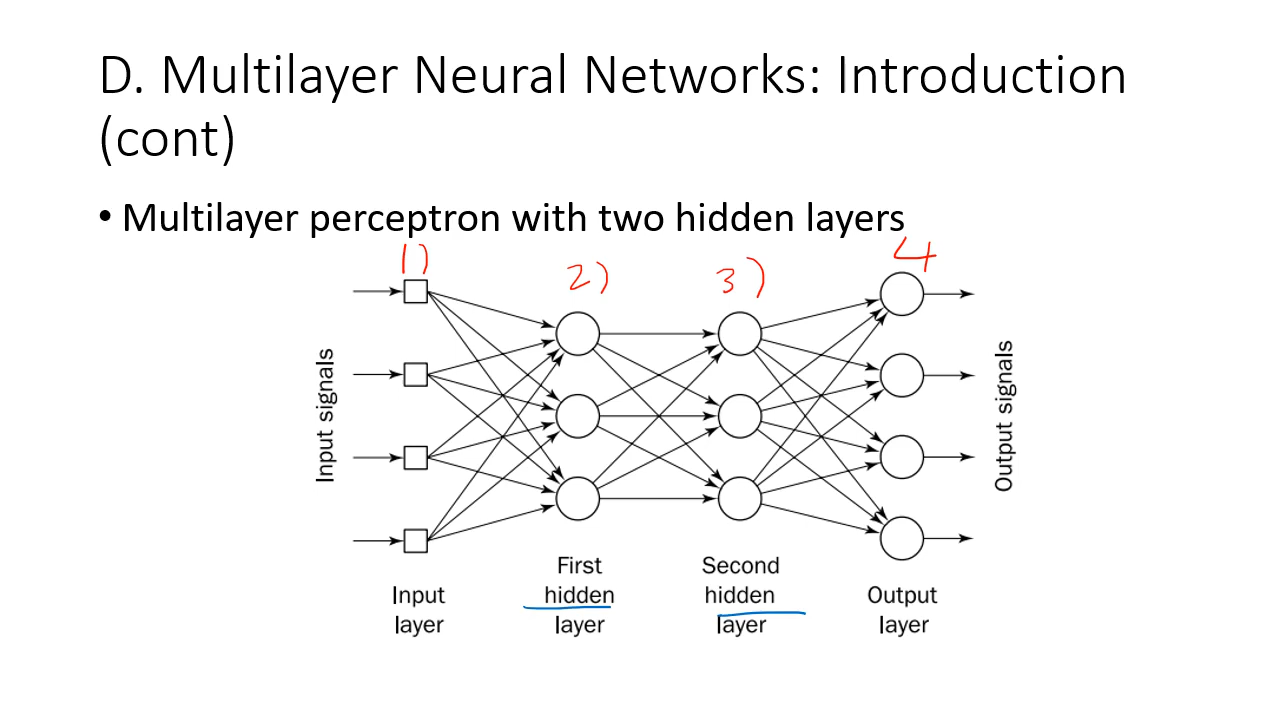 D. Multilayer Neural Networks: Introduction
(cont)
• Multilayer perceptron with two hidden layers
1)
2)
3)
4
Input signals
Output signals
Input
layer
First
hidden
layer
Second
hidden
layer
Output
layer